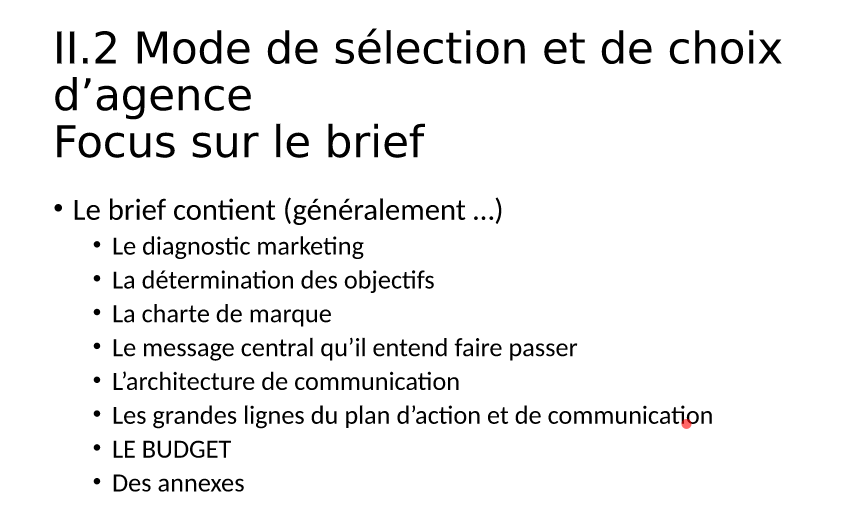 II.2 Mode de sélection et de choix
d’agence
Focus sur le brief
• Le brief contient (généralement …)
• Le diagnostic marketing
• La détermination des objectifs
• La charte de marque
• Le message central qu’il entend faire passer
• L’architecture de communication
• Les grandes lignes du plan d’action et de communication
• LE BUDGET
• Des annexes